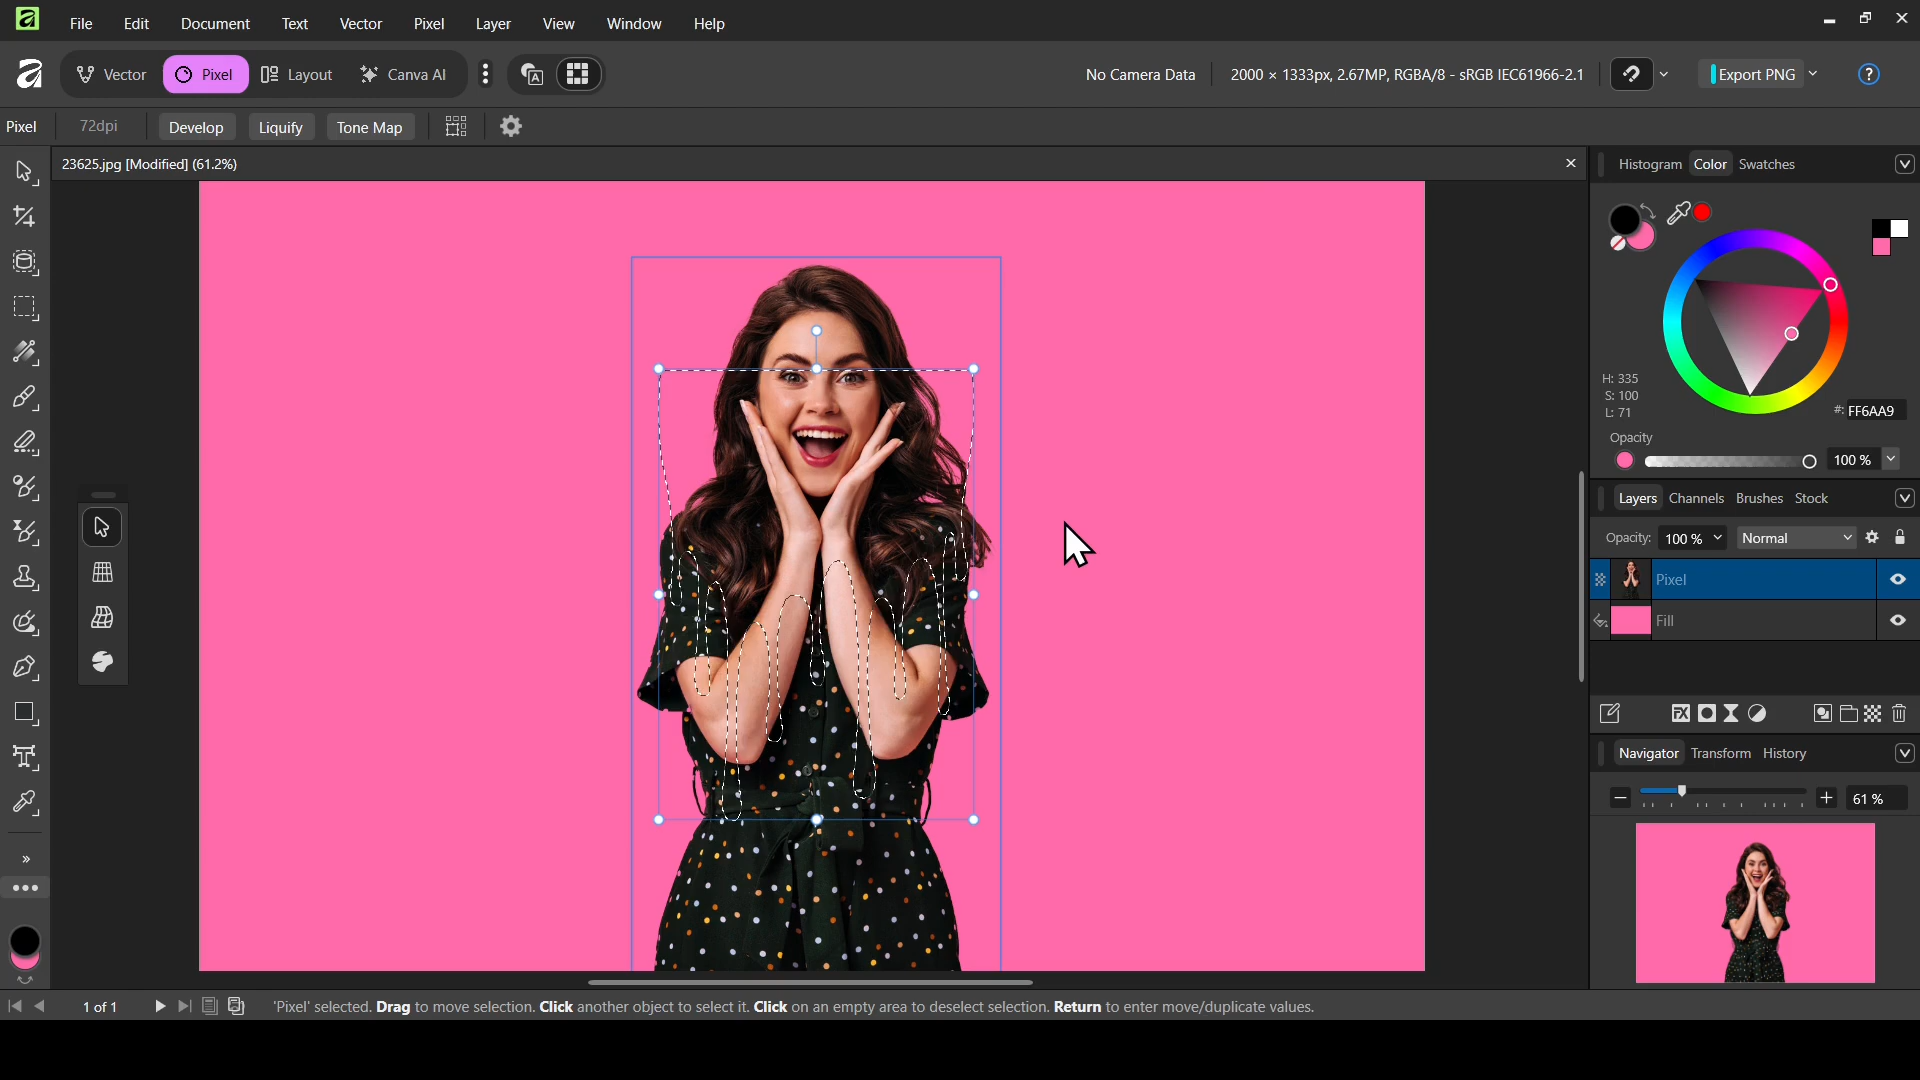 File Edit Document Text Vector Pixel Layer View Window Help
Vector Pixel Layout Canva AI No Camera Data 2000 × 1333px, 2.67MP, RGBA/8 - sRGB IEC61966-2.1 Export PNG ?
Pixel 72dpi Develop Liquify Tone Map
23625.jpg [Modified] (61.2%)
Histogram Color Swatches
H: 335
S: 100
L: 71
#: FF6AA9
Opacity
100 %
Layers Channels Brushes Stock
Opacity: 100 % Normal
Pixel
Fill
FX
Navigator Transform History
61 %
1 of 1 'Pixel' selected. Drag to move selection. Click another object to select it. Click on an empty area to deselect selection. Return to enter move/duplicate values.